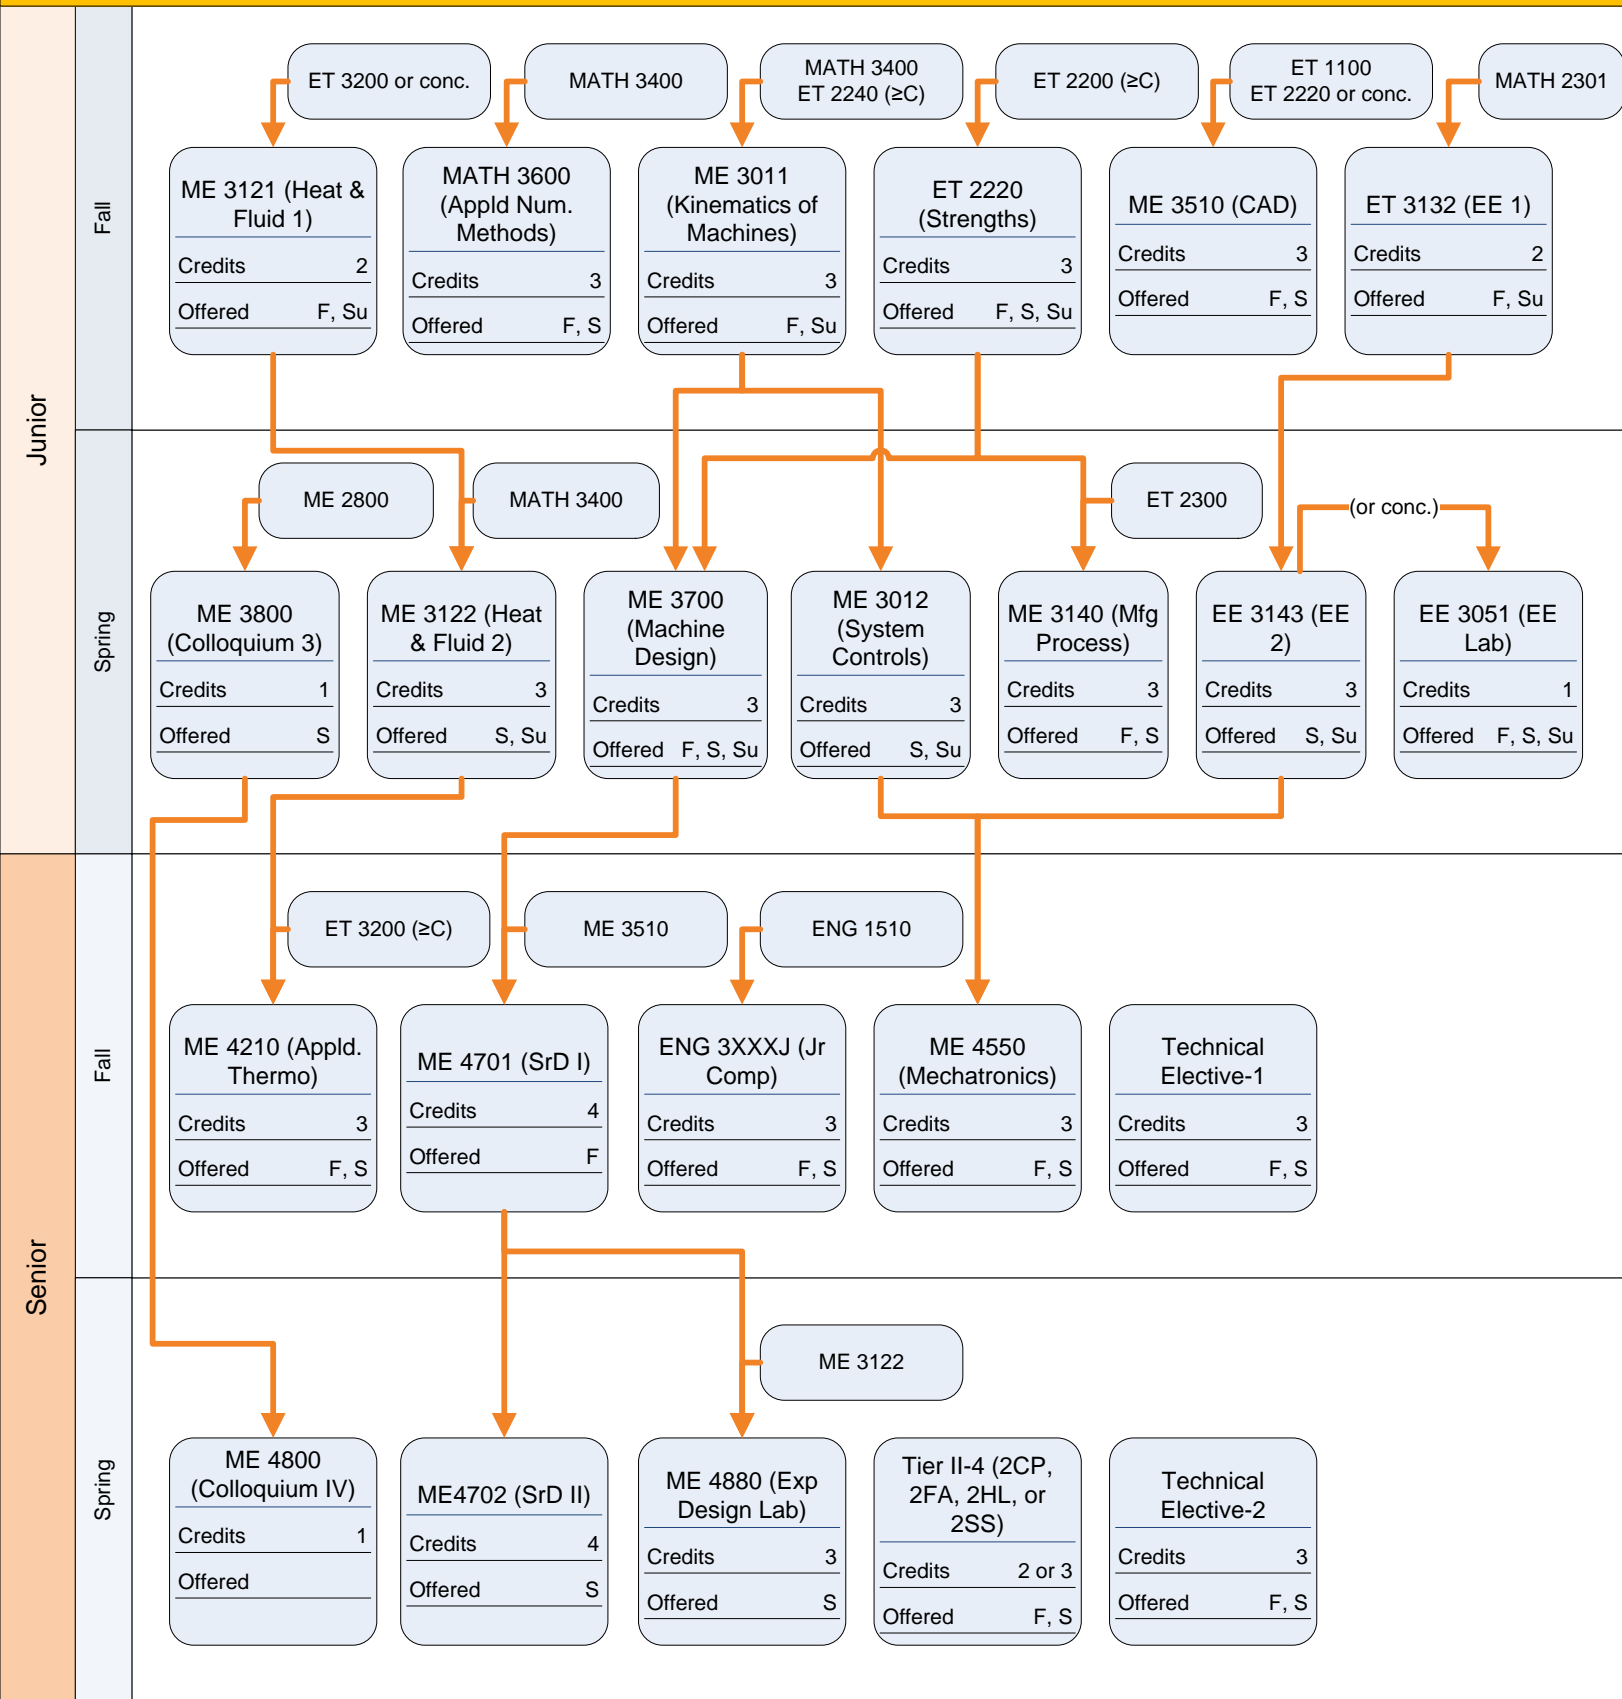 Junior
Fall
ET 3200 or conc.
MATH 3400
MATH 3400
ET 2240 (≥C)
ET 2200 (≥C)
ET 1100
ET 2220 or conc.
MATH 2301
ME 3121 (Heat &
Fluid 1)
Credits 2
Offered F, Su
MATH 3600
(Appld Num.
Methods)
Credits 3
Offered F, S
ME 3011
(Kinematics of
Machines)
Credits 3
Offered F, Su
ET 2220
(Strengths)
Credits 3
Offered F, S, Su
ME 3510 (CAD)
Credits 3
Offered F, S
ET 3132 (EE 1)
Credits 2
Offered F, Su
Spring
ME 2800
MATH 3400
ET 2300
(or conc.)
ME 3800
(Colloquium 3)
Credits 1
Offered S
ME 3122 (Heat
& Fluid 2)
Credits 3
Offered S, Su
ME 3700
(Machine
Design)
Credits 3
Offered F, S, Su
ME 3012
(System
Controls)
Credits 3
Offered S, Su
ME 3140 (Mfg
Process)
Credits 3
Offered F, S
EE 3143 (EE
2)
Credits 3
Offered S, Su
EE 3051 (EE
Lab)
Credits 1
Offered F, S, Su
Senior
Fall
ET 3200 (≥C)
ME 3510
ENG 1510
ME 4210 (Appld.
Thermo)
Credits 3
Offered F, S
ME 4701 (SrD I)
Credits 4
Offered F
ENG 3XXXJ (Jr
Comp)
Credits 3
Offered F, S
ME 4550
(Mechatronics)
Credits 3
Offered F, S
Technical
Elective-1
Credits 3
Offered F, S
Spring
ME 3122
ME 4800
(Colloquium IV)
Credits 1
Offered
ME4702 (SrD II)
Credits 4
Offered S
ME 4880 (Exp
Design Lab)
Credits 3
Offered S
Tier II-4 (2CP,
2FA, 2HL, or
2SS)
Credits 2 or 3
Offered F, S
Technical
Elective-2
Credits 3
Offered F, S